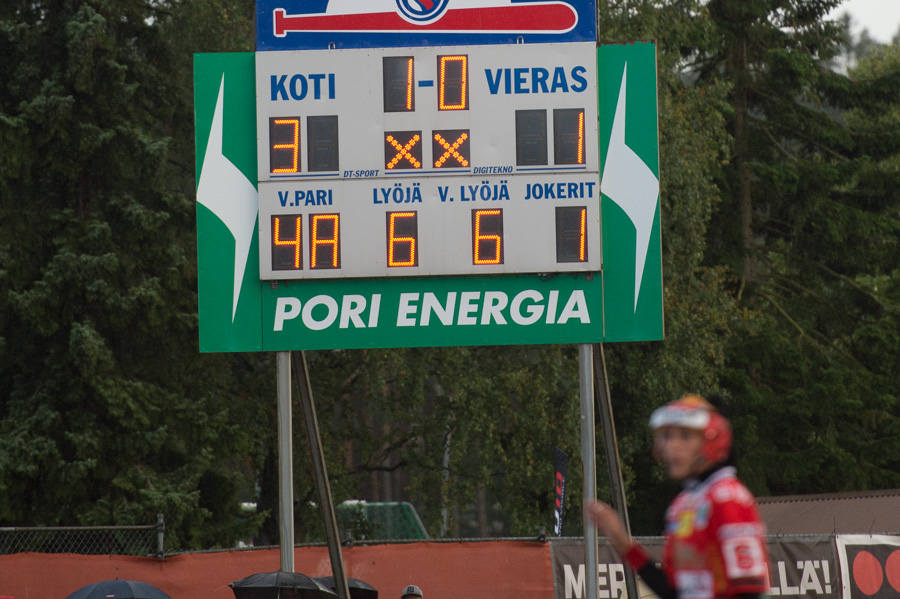 KOTI 1-0 VIERAS
3 XX 1
DT-SPORT DIGITEKNO
V.PARI LYÖJÄ V. LYÖJÄ JOKERIT
4A 6 6 1
PORI ENERGIA